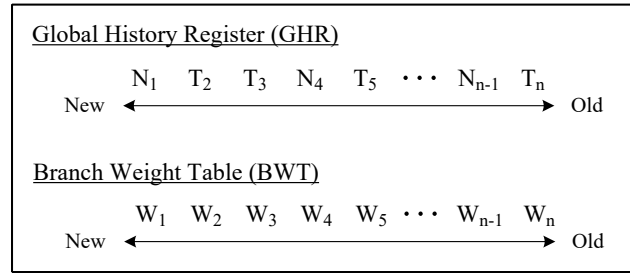 Global History Register (GHR)
N₁ T₂ T₃ N₄ T₅ ··· Nₙ₋₁ Tₙ
New Old
Branch Weight Table (BWT)
W₁ W₂ W₃ W₄ W₅ ··· Wₙ₋₁ Wₙ
New Old